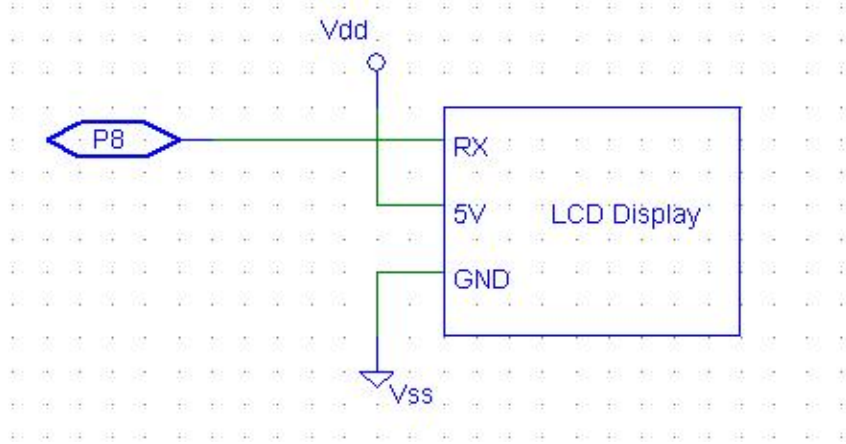 Vdd
P8
RX
5V
LCD Display
GND
Vss